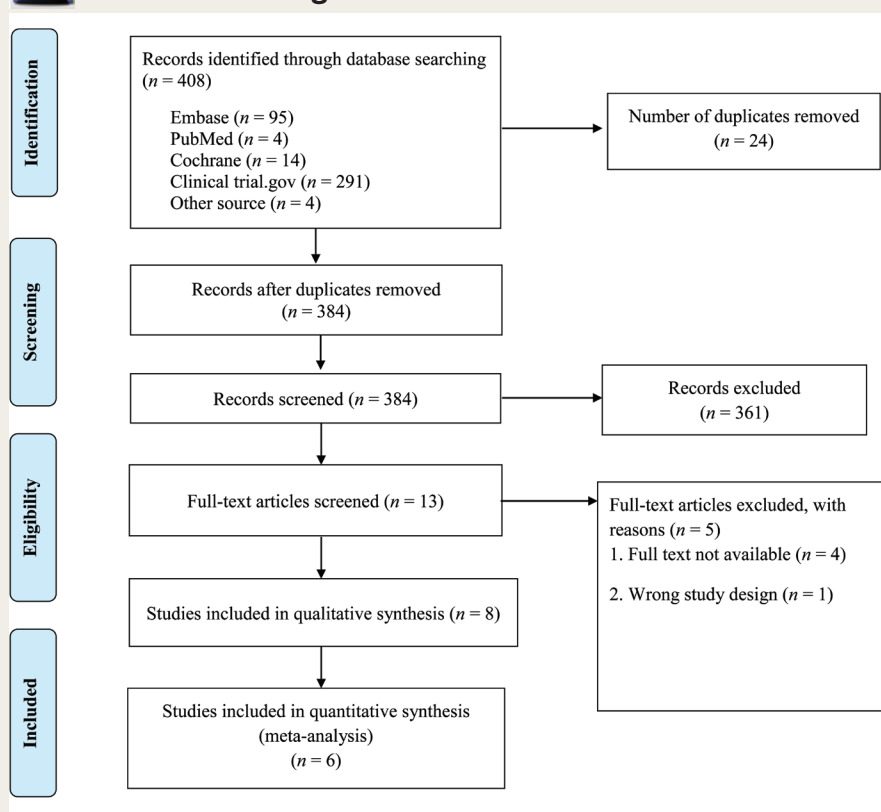 Identification
Records identified through database searching
(n = 408)
Embase (n = 95)
PubMed (n = 4)
Cochrane (n = 14)
Clinical trial.gov (n = 291)
Other source (n = 4)
Number of duplicates removed
(n = 24)
Screening
Records after duplicates removed
(n = 384)
Records screened (n = 384)
Records excluded
(n = 361)
Eligibility
Full-text articles screened (n = 13)
Full-text articles excluded, with
reasons (n = 5)
1. Full text not available (n = 4)
2. Wrong study design (n = 1)
Studies included in qualitative synthesis (n = 8)
Included
Studies included in quantitative synthesis
(meta-analysis)
(n = 6)